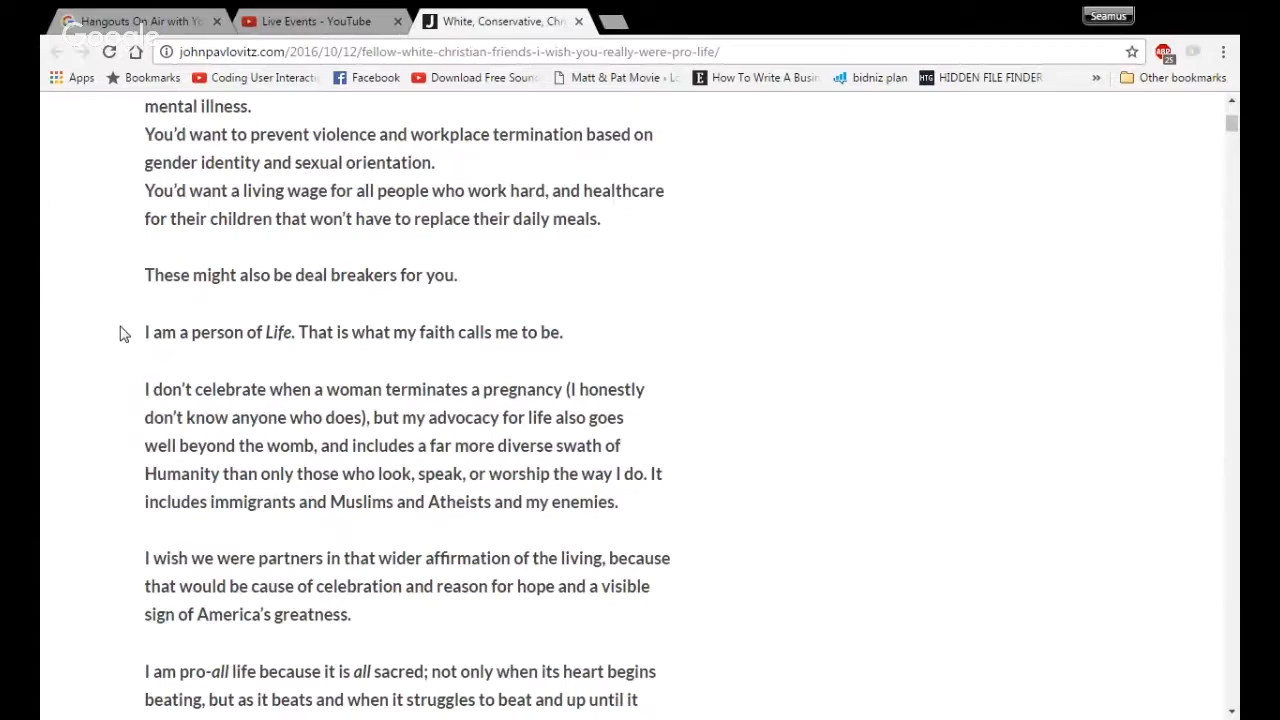 Seamus
Hangouts On Air with Yo
Live Events - YouTube
White, Conservative, Chri
Google
johnpavlovitz.com/2016/10/12/fellow-white-christian-friends-i-wish-you-really-were-pro-life/
ABP
25
Apps
Bookmarks
Coding User Interact
Facebook
Download Free Soun
Matt & Pat Movie › Lo
How To Write A Busin
bidniz plan
HTG
HIDDEN FILE FINDER
»
Other bookmarks
mental illness.
You’d want to prevent violence and workplace termination based on
gender identity and sexual orientation.
You’d want a living wage for all people who work hard, and healthcare
for their children that won’t have to replace their daily meals.
These might also be deal breakers for you.
I am a person of Life. That is what my faith calls me to be.
I don’t celebrate when a woman terminates a pregnancy (I honestly
don’t know anyone who does), but my advocacy for life also goes
well beyond the womb, and includes a far more diverse swath of
Humanity than only those who look, speak, or worship the way I do. It
includes immigrants and Muslims and Atheists and my enemies.
I wish we were partners in that wider affirmation of the living, because
that would be cause of celebration and reason for hope and a visible
sign of America’s greatness.
I am pro-all life because it is all sacred; not only when its heart begins
beating, but as it beats and when it struggles to beat and up until it